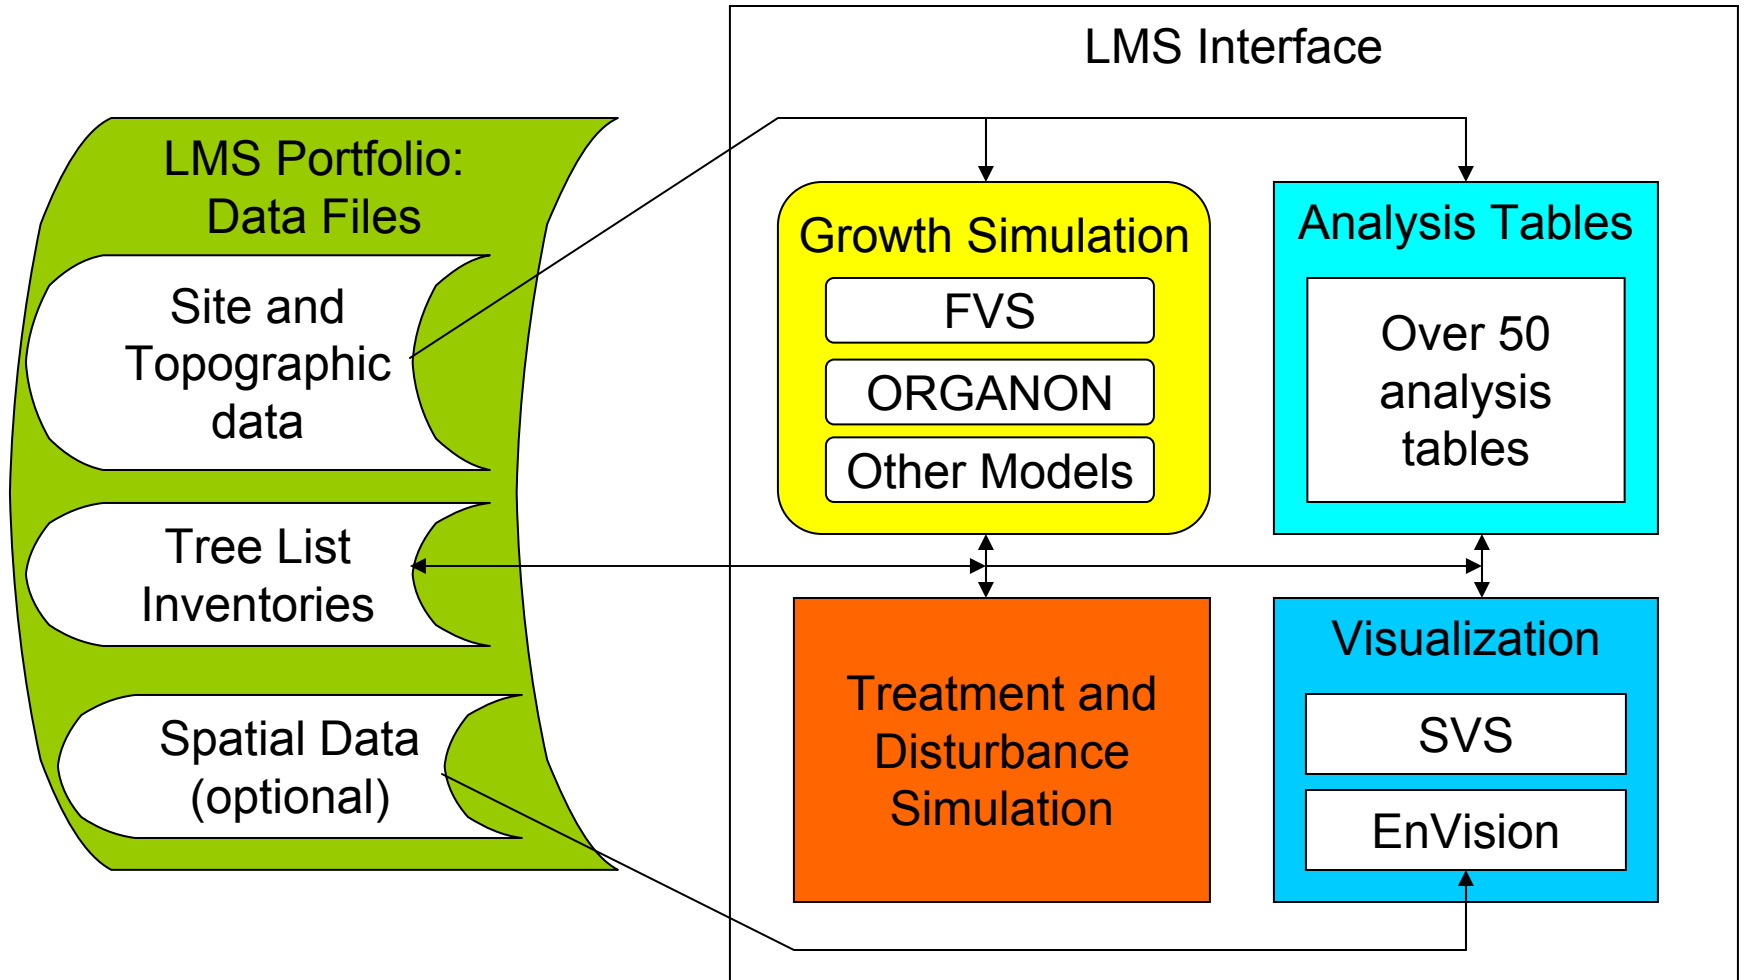 LMS Interface
LMS Portfolio:
Data Files
Site and
Topographic
data
Tree List
Inventories
Spatial Data
(optional)
Growth Simulation
FVS
ORGANON
Other Models
Analysis Tables
Over 50
analysis
tables
Treatment and
Disturbance
Simulation
Visualization
SVS
EnVision